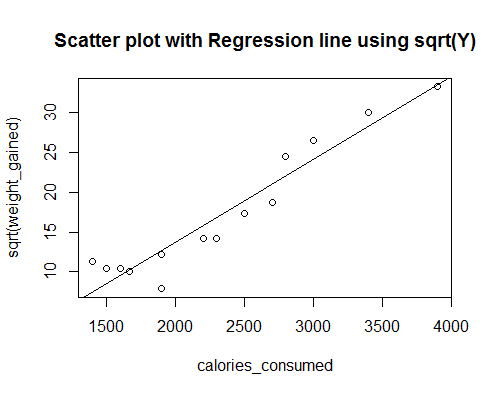 Scatter plot with Regression line using sqrt(Y)
sqrt(weight_gained)
30
25
20
15
10
1500 2000 2500 3000 3500 4000
calories_consumed